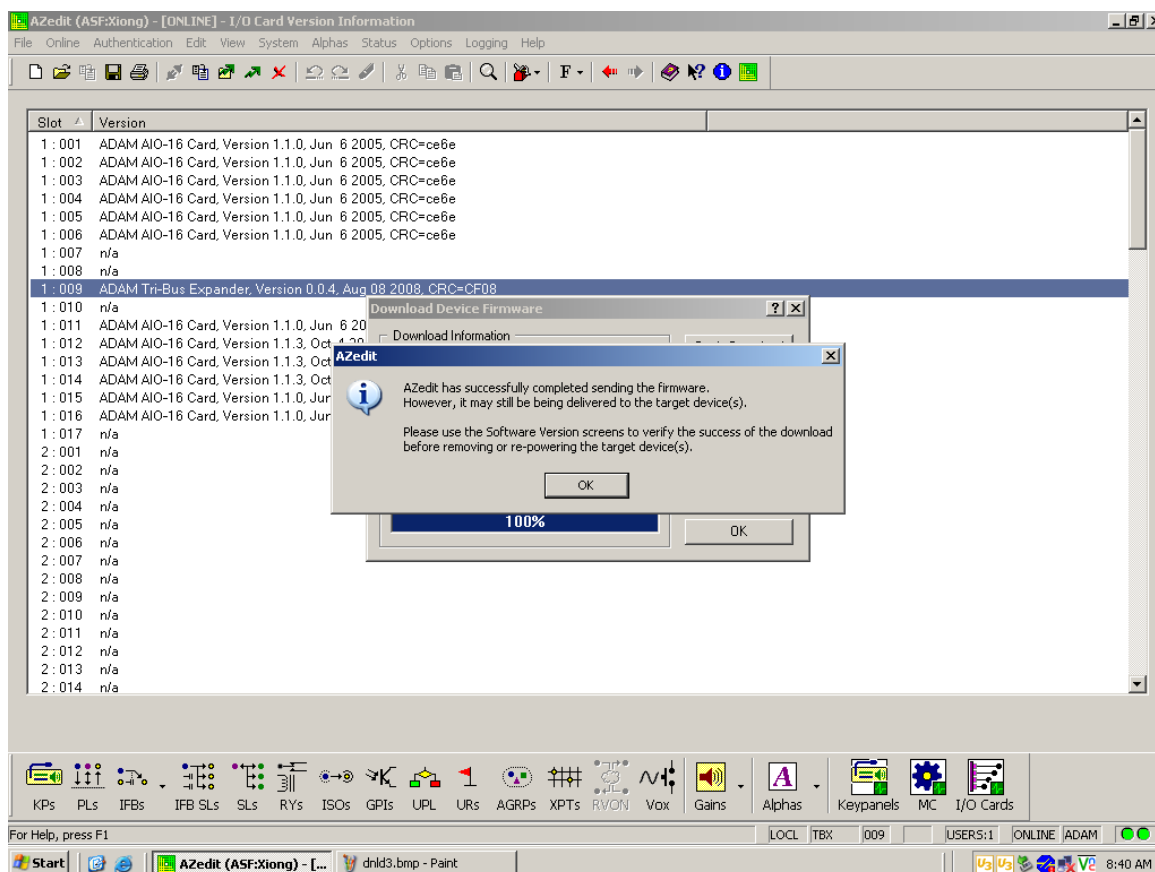 AZedit (ASF:Xiong) - [ONLINE] - I/O Card Version Information
File Online Authentication Edit View System Alphas Status Options Logging Help
F
Slot Version
1 : 001 ADAM AIO-16 Card, Version 1.1.0, Jun 6 2005, CRC=ce6e
1 : 002 ADAM AIO-16 Card, Version 1.1.0, Jun 6 2005, CRC=ce6e
1 : 003 ADAM AIO-16 Card, Version 1.1.0, Jun 6 2005, CRC=ce6e
1 : 004 ADAM AIO-16 Card, Version 1.1.0, Jun 6 2005, CRC=ce6e
1 : 005 ADAM AIO-16 Card, Version 1.1.0, Jun 6 2005, CRC=ce6e
1 : 006 ADAM AIO-16 Card, Version 1.1.0, Jun 6 2005, CRC=ce6e
1 : 007 n/a
1 : 008 n/a
1 : 009 ADAM Tri-Bus Expander, Version 0.0.4, Aug 08 2008, CRC=CF08
1 : 010 n/a
1 : 011 ADAM AIO-16 Card, Version 1.1.0, Jun 6 20
1 : 012 ADAM AIO-16 Card, Version 1.1.3, Oct 4 20
1 : 013 ADAM AIO-16 Card, Version 1.1.3, Oct
1 : 014 ADAM AIO-16 Card, Version 1.1.3, Oct
1 : 015 ADAM AIO-16 Card, Version 1.1.0, Jun
1 : 016 ADAM AIO-16 Card, Version 1.1.0, Jun
1 : 017 n/a
2 : 001 n/a
2 : 002 n/a
2 : 003 n/a
2 : 004 n/a
2 : 005 n/a
2 : 006 n/a
2 : 007 n/a
2 : 008 n/a
2 : 009 n/a
2 : 010 n/a
2 : 011 n/a
2 : 012 n/a
2 : 013 n/a
2 : 014 n/a
Download Device Firmware
Download Information
AZedit
AZedit has successfully completed sending the firmware.
However, it may still be being delivered to the target device(s).
Please use the Software Version screens to verify the success of the download
before removing or re-powering the target device(s).
OK
100%
OK
A
KPs PLs IFBs IFB SLs SLs RYs ISOs GPIs UPL URs AGRPs XPTs RVON Vox Gains Alphas Keypanels MC I/O Cards
For Help, press F1 LOCL TBX 009 USERS:1 ONLINE ADAM
Start AZedit (ASF:Xiong) - [... dnld3.bmp - Paint 8:40 AM